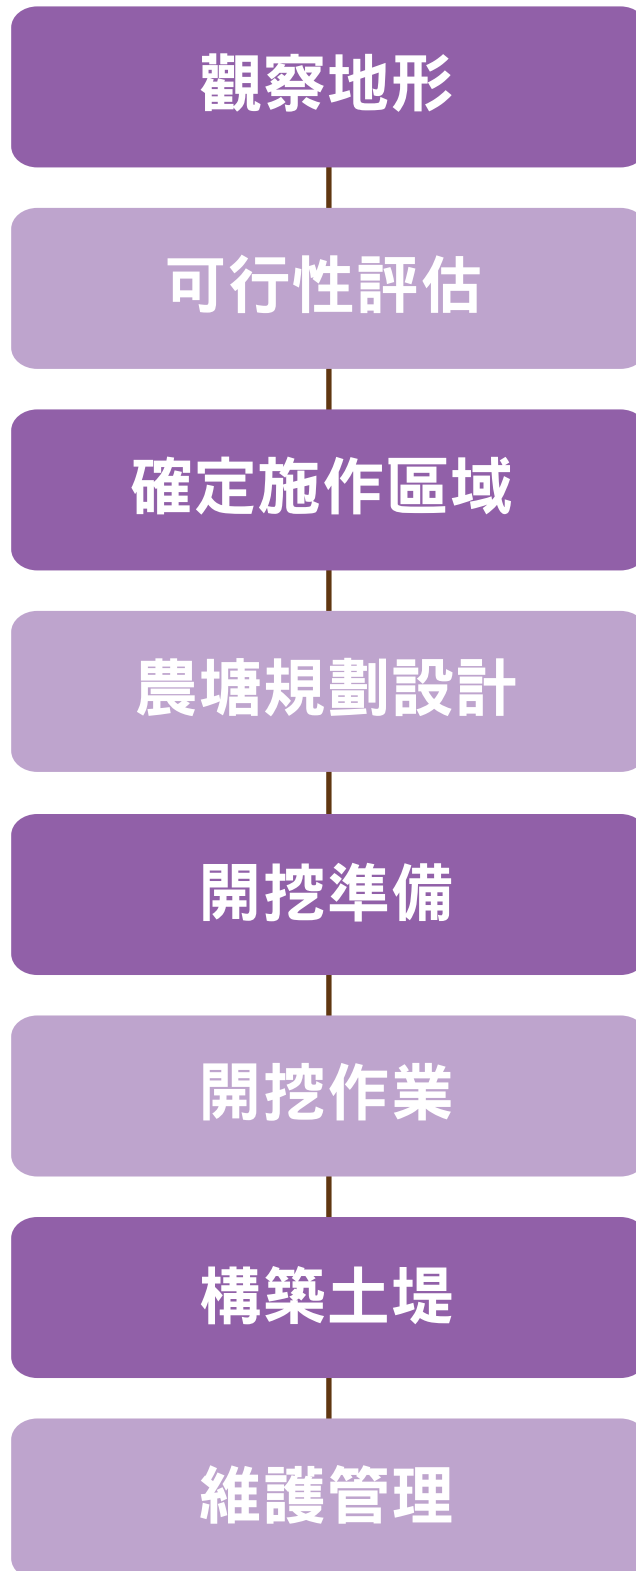 觀察地形
可行性評估
確定施作區域
農塘規劃設計
開挖準備
開挖作業
構築土堤
維護管理